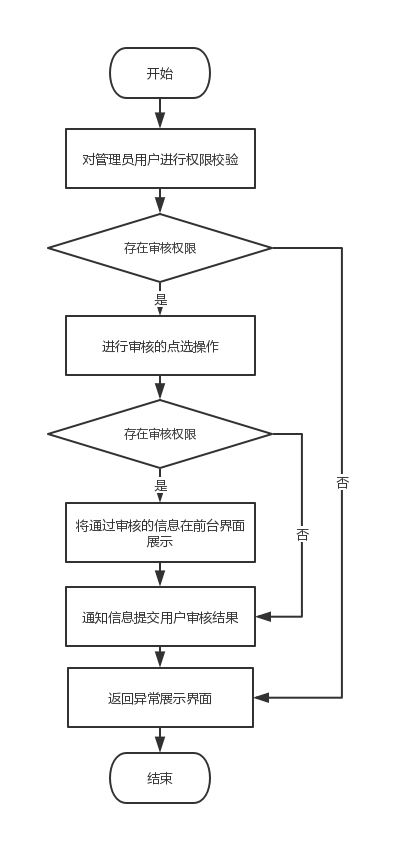 开始
对管理员用户进行权限校验
存在审核权限
是
进行审核的点选操作
存在审核权限
否
是
将通过审核的信息在前台界面
展示
否
通知信息提交用户审核结果
返回异常展示界面
结束